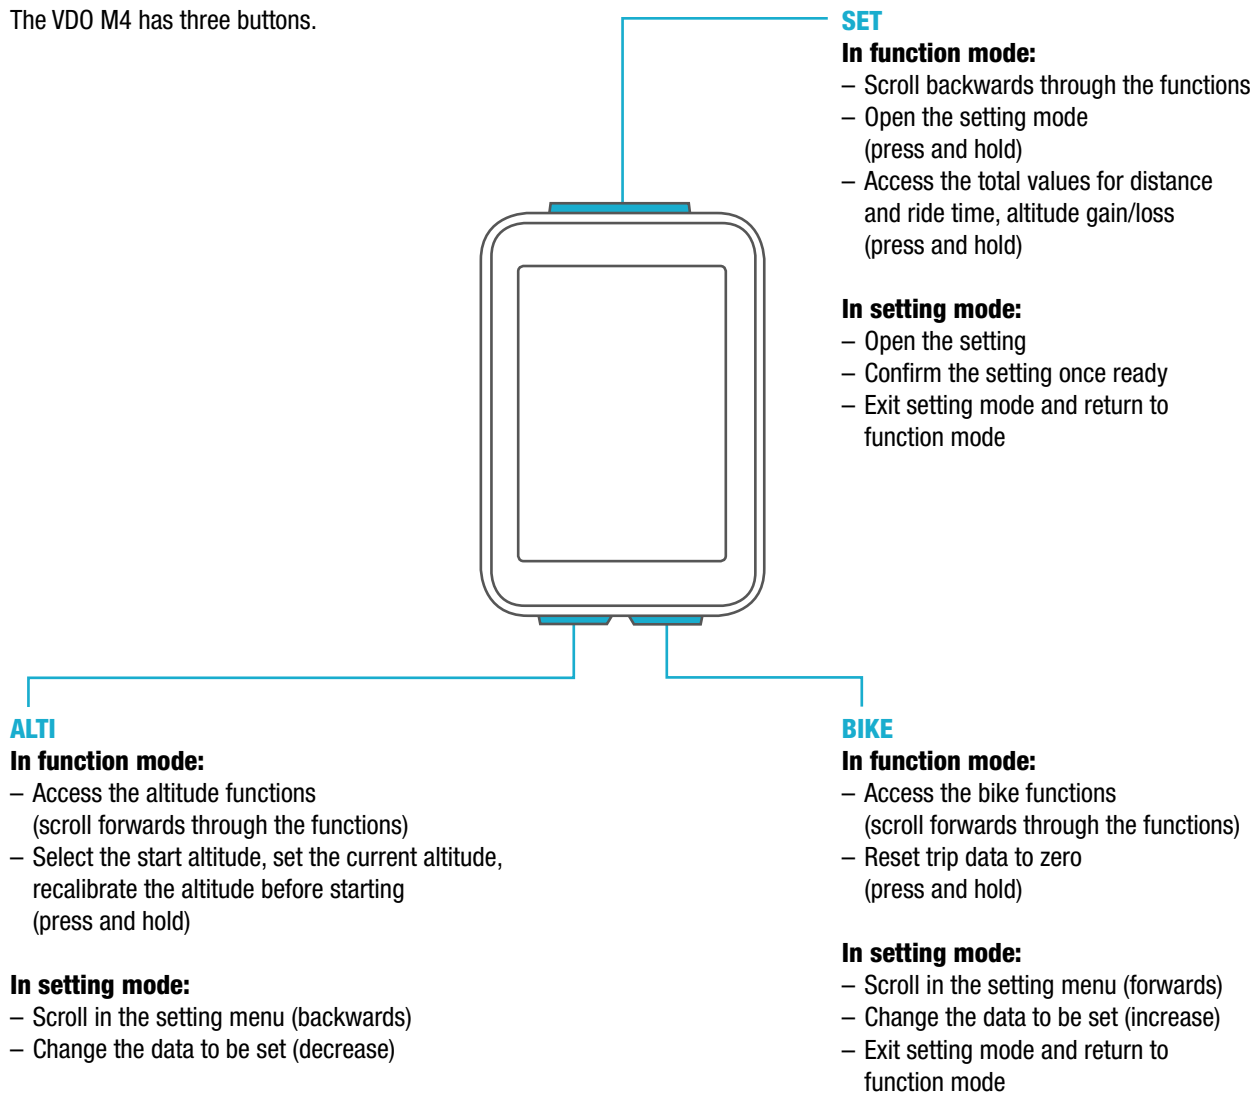 The VDO M4 has three buttons.
SET
In function mode:
– Scroll backwards through the functions
– Open the setting mode
(press and hold)
– Access the total values for distance
and ride time, altitude gain/loss
(press and hold)
In setting mode:
– Open the setting
– Confirm the setting once ready
– Exit setting mode and return to
function mode
ALTI
In function mode:
– Access the altitude functions
(scroll forwards through the functions)
– Select the start altitude, set the current altitude,
recalibrate the altitude before starting
(press and hold)
In setting mode:
– Scroll in the setting menu (backwards)
– Change the data to be set (decrease)
BIKE
In function mode:
– Access the bike functions
(scroll forwards through the functions)
– Reset trip data to zero
(press and hold)
In setting mode:
– Scroll in the setting menu (forwards)
– Change the data to be set (increase)
– Exit setting mode and return to
function mode